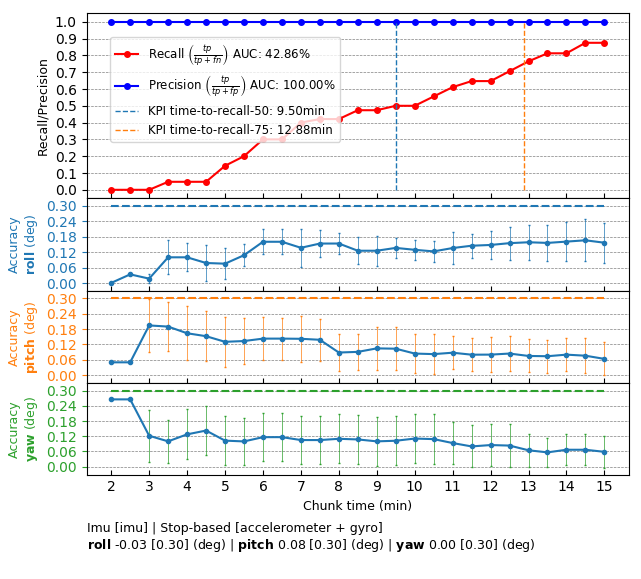 1.0
0.9
0.8
0.7
0.6
0.5
0.4
0.3
0.2
0.1
0.0
Recall/Precision
Recall (tp/tp+fn) AUC: 42.86%
Precision (tp/tp+fp) AUC: 100.00%
KPI time-to-recall-50: 9.50min
KPI time-to-recall-75: 12.88min
0.30
0.24
0.18
0.12
0.06
0.00
Accuracy
roll (deg)
0.30
0.24
0.18
0.12
0.06
0.00
Accuracy
pitch (deg)
0.30
0.24
0.18
0.12
0.06
0.00
Accuracy
yaw (deg)
2 3 4 5 6 7 8 9 10 11 12 13 14 15
Chunk time (min)
Imu [imu] | Stop-based [accelerometer + gyro]
roll -0.03 [0.30] (deg) | pitch 0.08 [0.30] (deg) | yaw 0.00 [0.30] (deg)